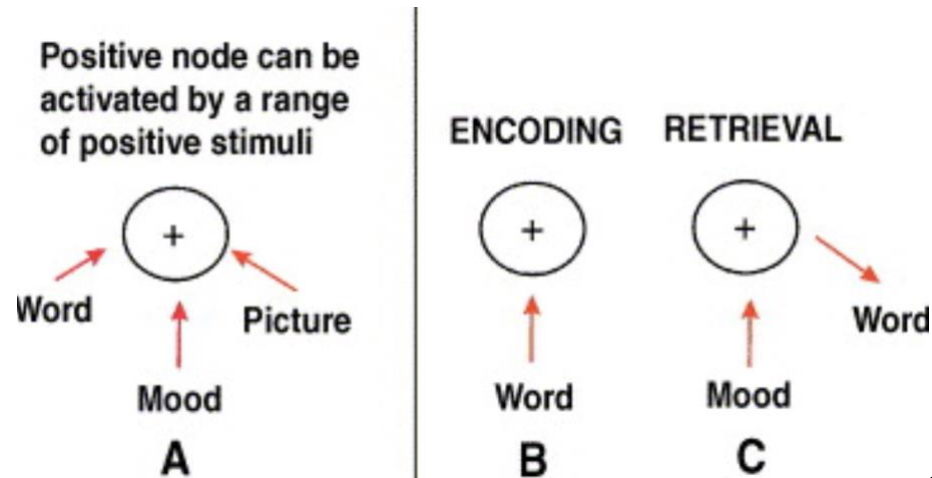 Positive node can be
activated by a range
of positive stimuli
+
Word
Picture
Mood
A
ENCODING
RETRIEVAL
+
+
Word
Word
Mood
B
C